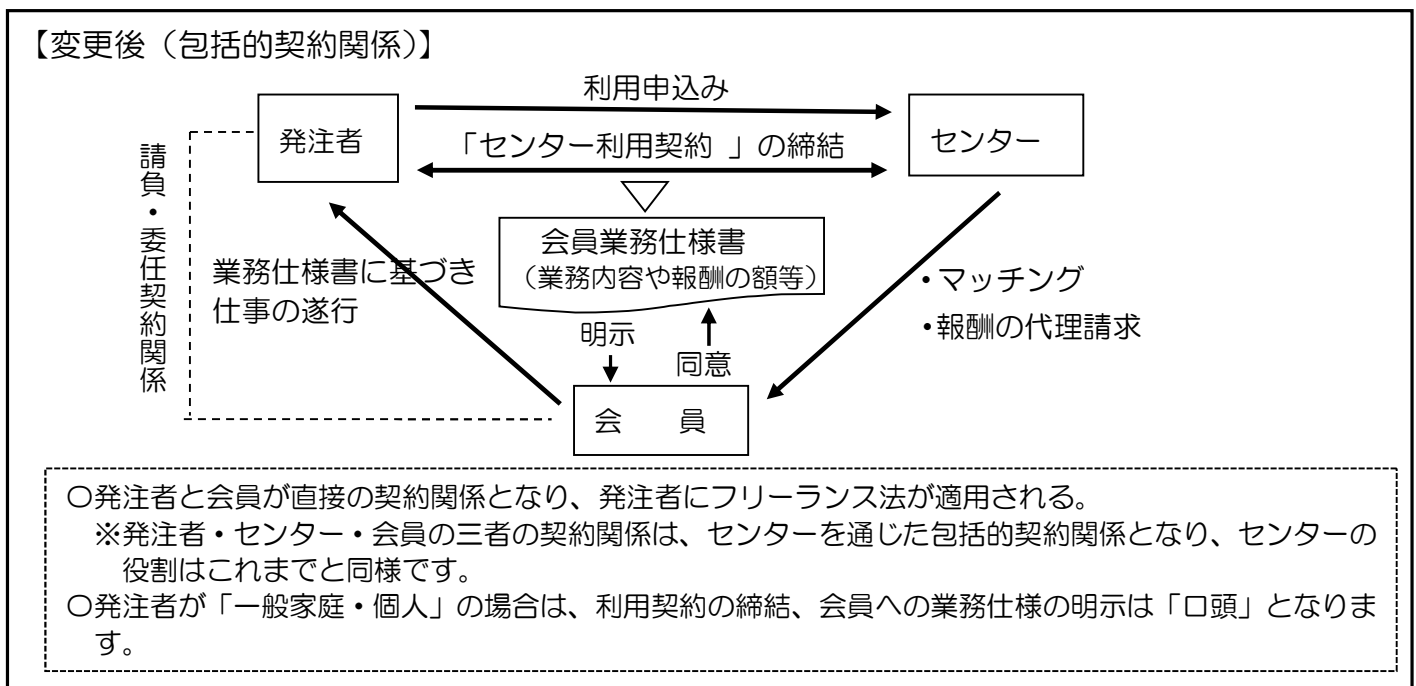 【変更後（包括的契約関係）】
利用申込み
発注者
「センター利用契約 」の締結
センター
請負・委任契約関係
会員業務仕様書
（業務内容や報酬の額等）
業務仕様書に基づき
仕事の遂行
・マッチング
・報酬の代理請求
明示
同意
会　員
〇発注者と会員が直接の契約関係となり、発注者にフリーランス法が適用される。
※発注者・センター・会員の三者の契約関係は、センターを通じた包括的契約関係となり、センターの
役割はこれまでと同様です。
〇発注者が「一般家庭・個人」の場合は、利用契約の締結、会員への業務仕様の明示は「口頭」となりま
す。